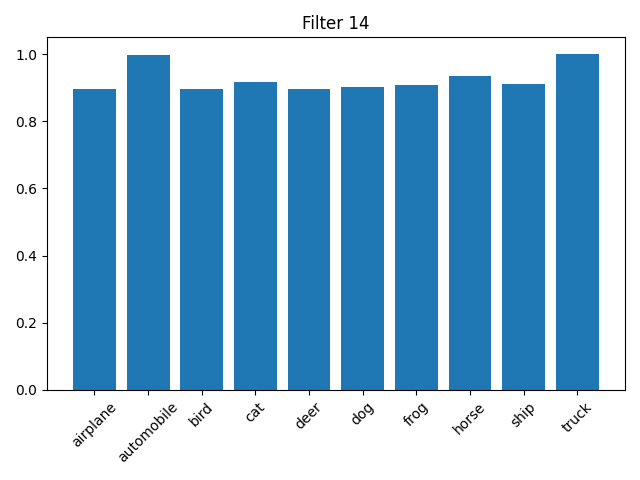 Filter 14
1.0
0.8
0.6
0.4
0.2
0.0
airplane
automobile
bird
cat
deer
dog
frog
horse
ship
truck